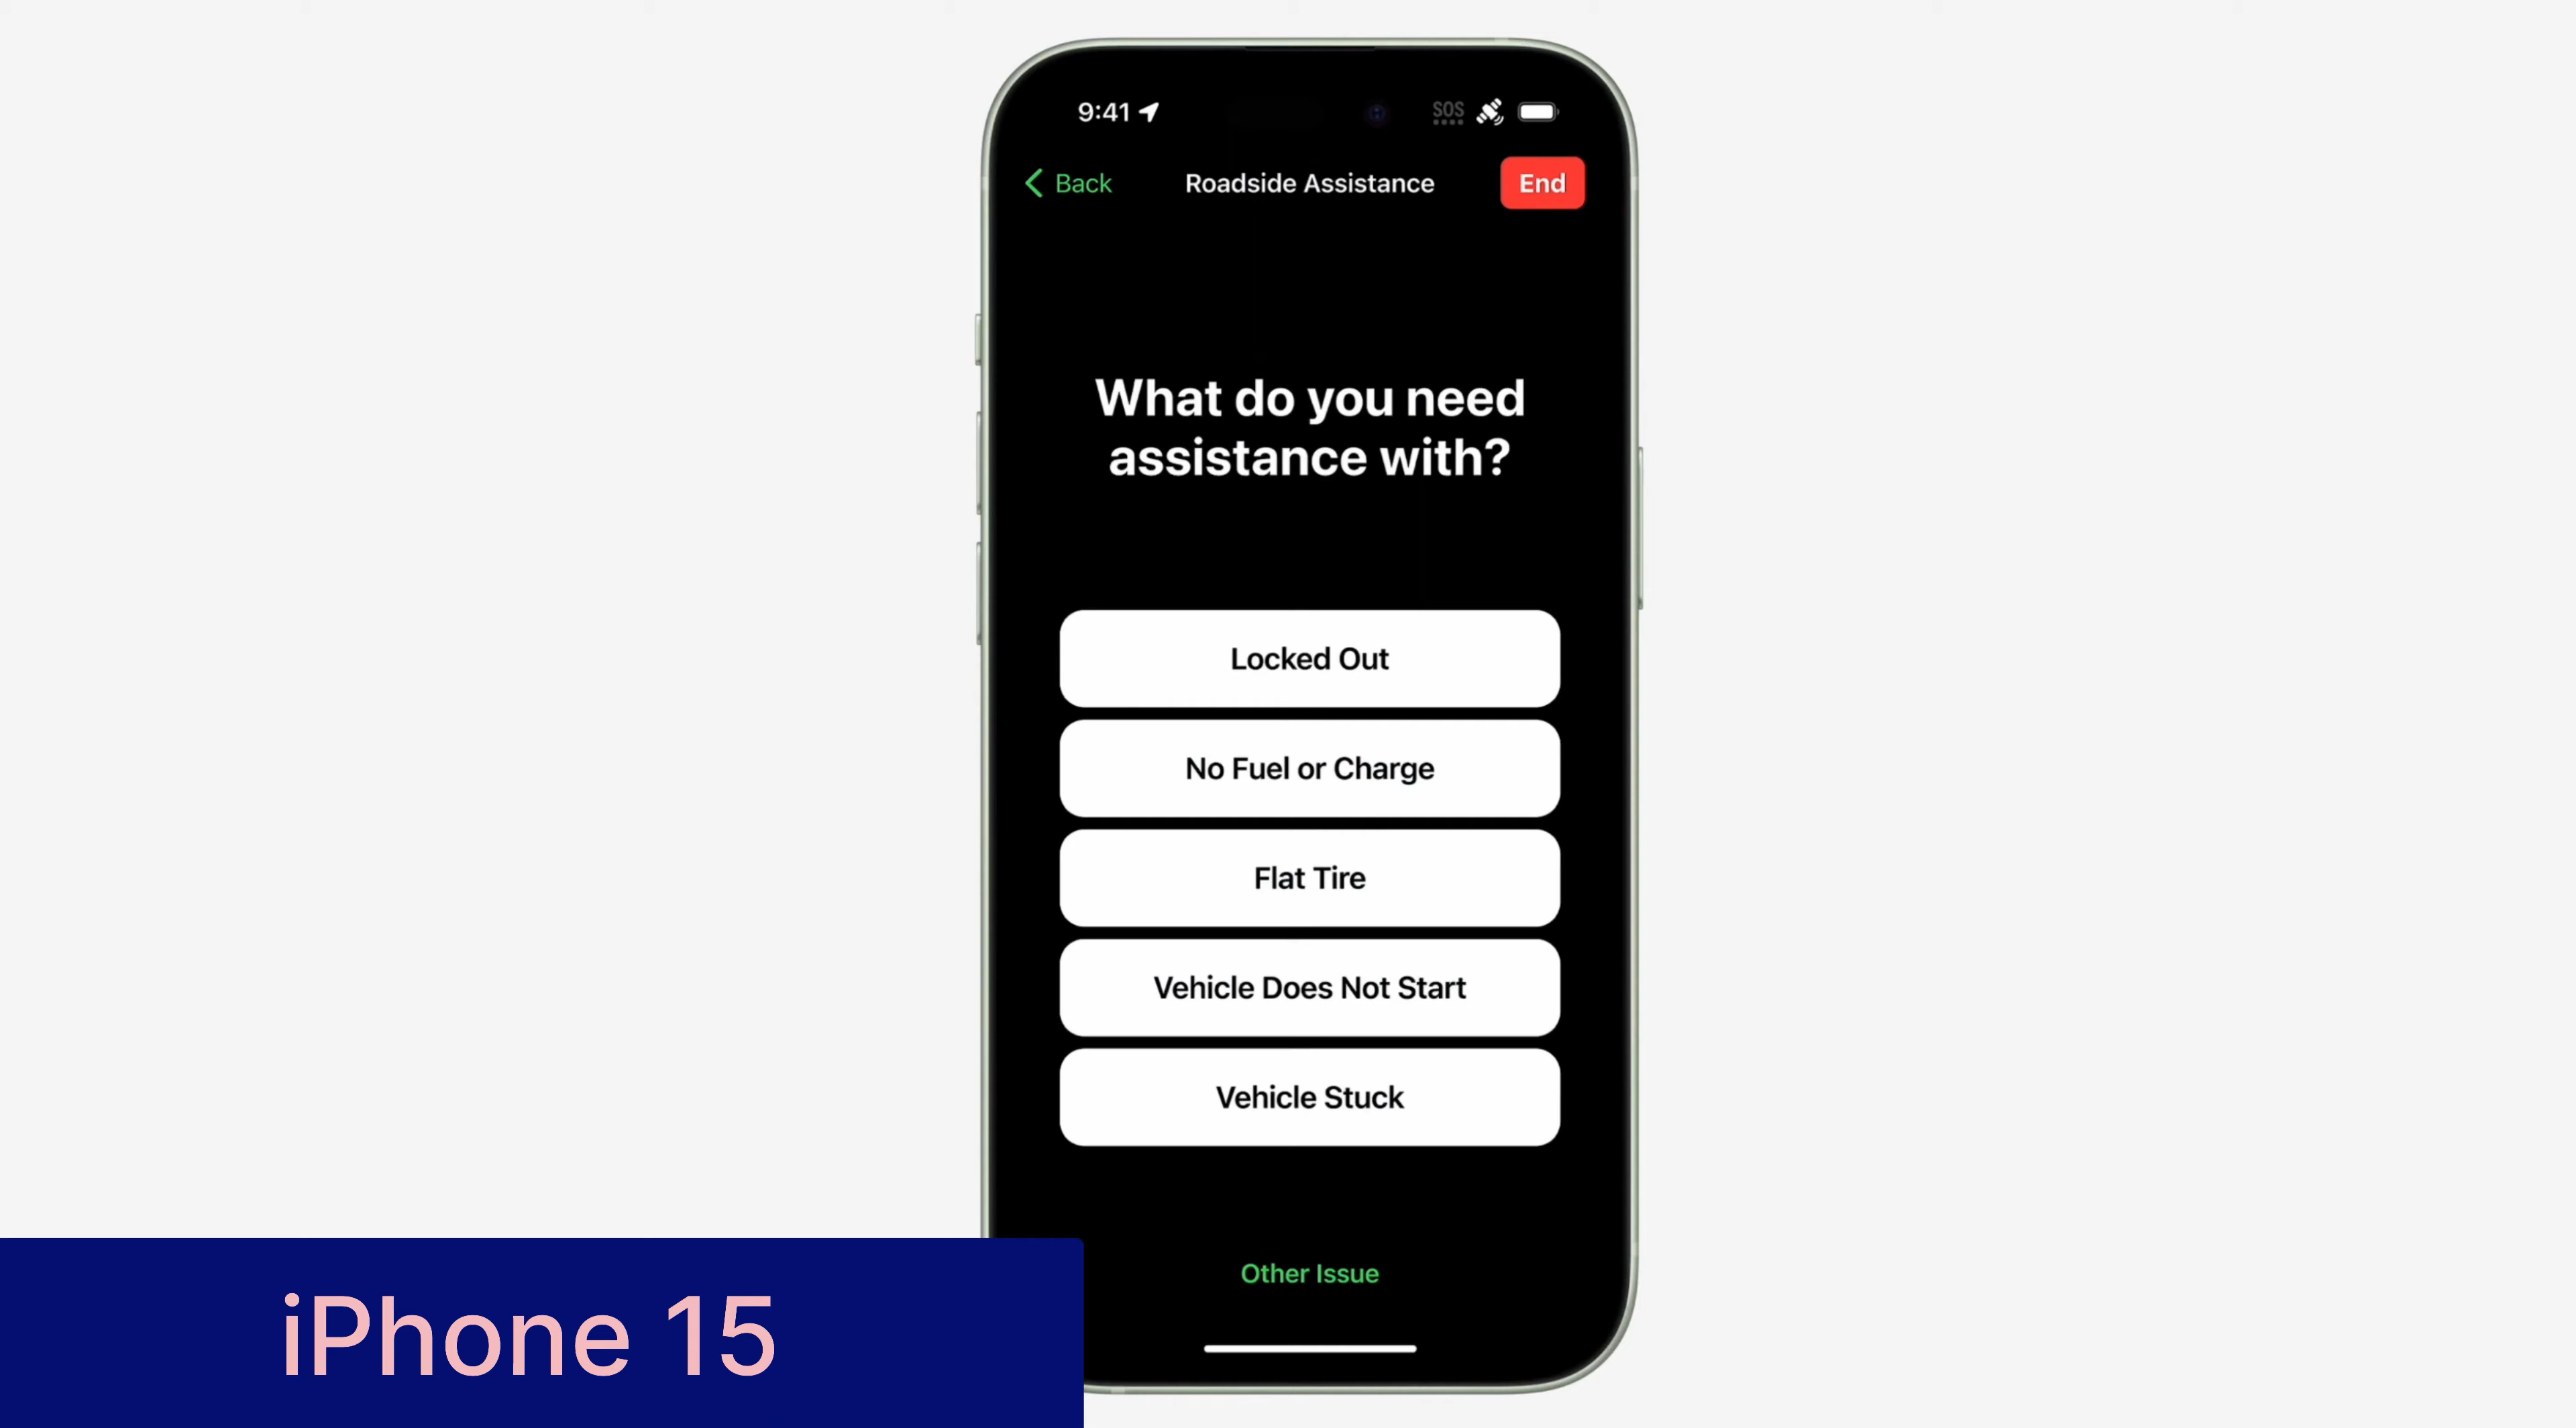 9:41 SOS
Back Roadside Assistance End
What do you need
assistance with?
Locked Out
No Fuel or Charge
Flat Tire
Vehicle Does Not Start
Vehicle Stuck
Other Issue
iPhone 15